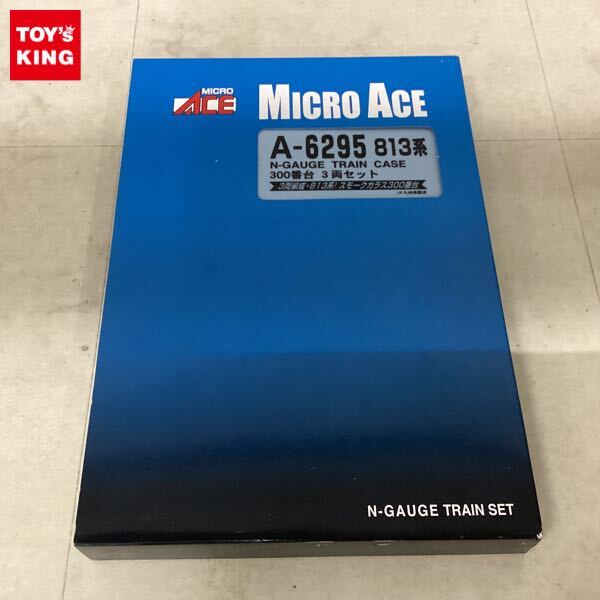 TOY's
KING
MICRO
ACE
MICRO ACE
A-6295 813系
N-GAUGE TRAIN CASE
300番台 3両セット
3両編成・813系!スモークガラス300番台
N-GAUGE TRAIN SET